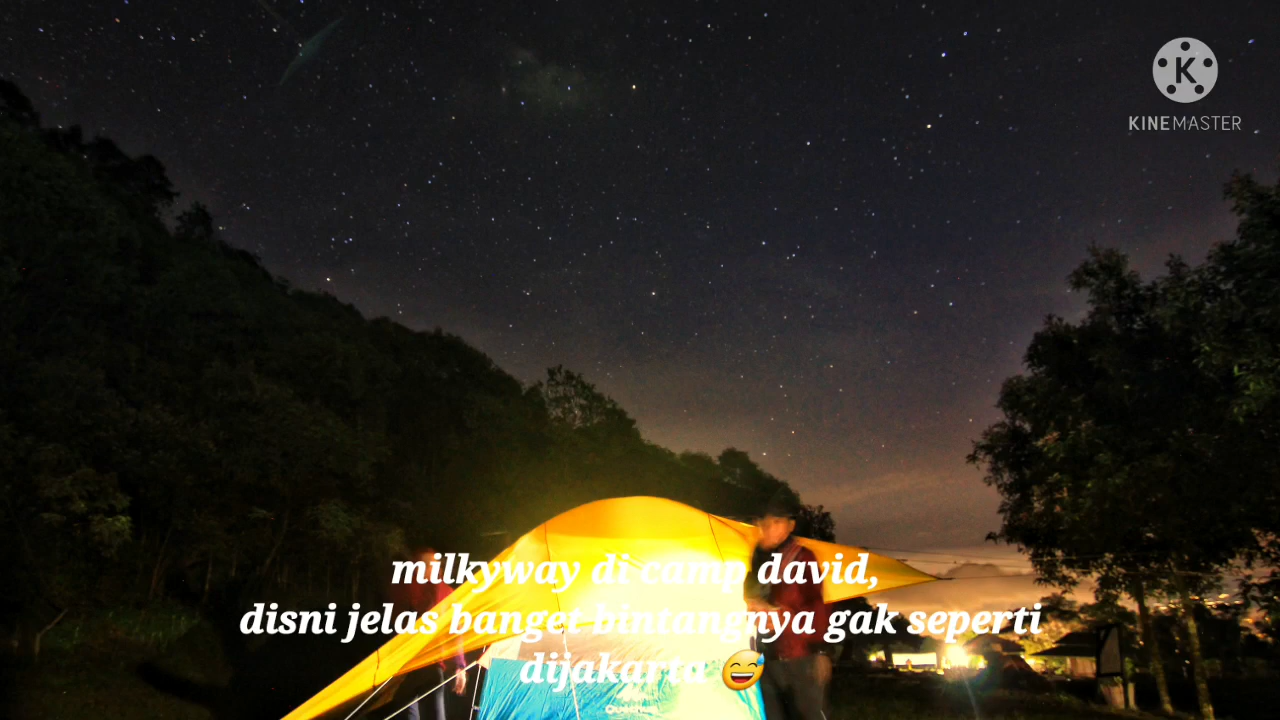 K
KINEMASTER
milkyway di camp david,
disni jelas banget bintangnya gak seperti
dijakarta 😅